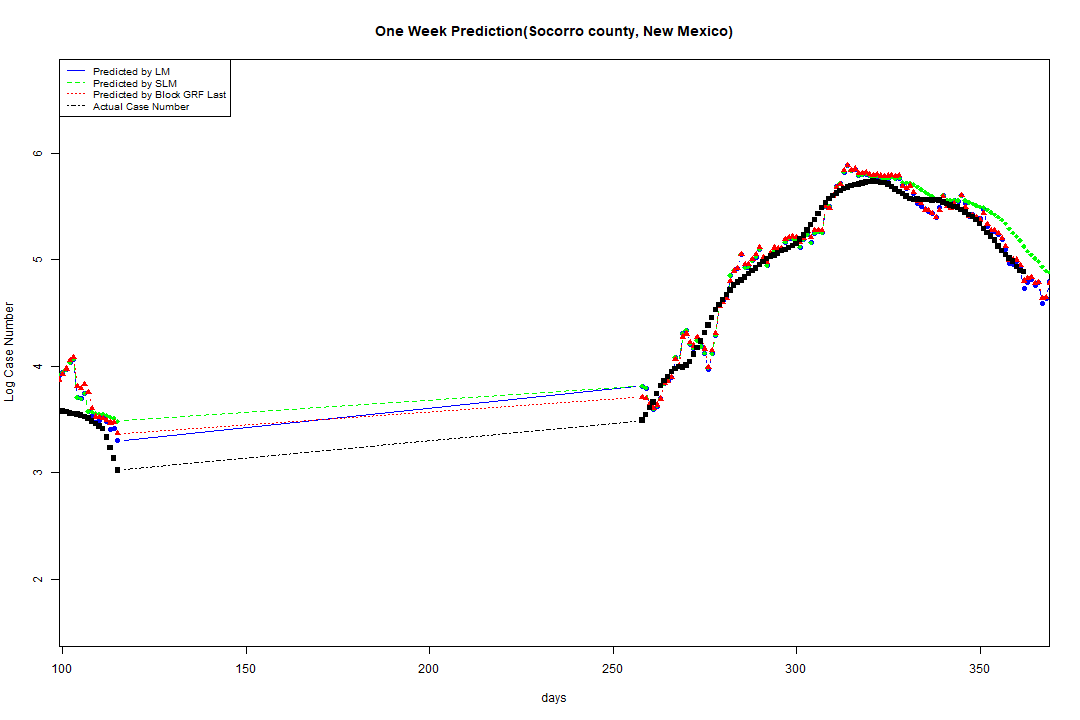 One Week Prediction(Socorro county, New Mexico)
Predicted by LM
Predicted by SLM
Predicted by Block GRF Last
Actual Case Number
Log Case Number
6
5
4
3
2
100 150 200 250 300 350
days